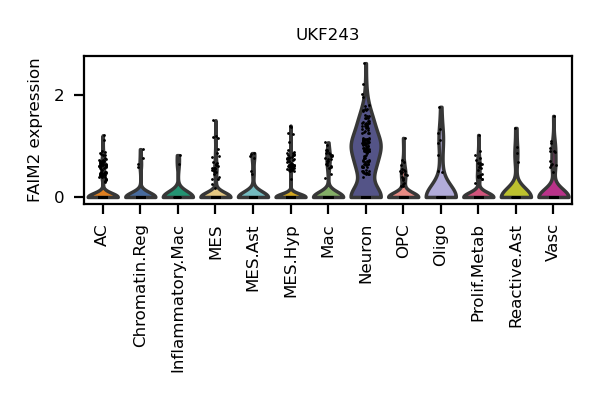 UKF243
FAIM2 expression
2
0
AC
Chromatin.Reg
Inflammatory.Mac
MES
MES.Ast
MES.Hyp
Mac
Neuron
OPC
Oligo
Prolif.Metab
Reactive.Ast
Vasc